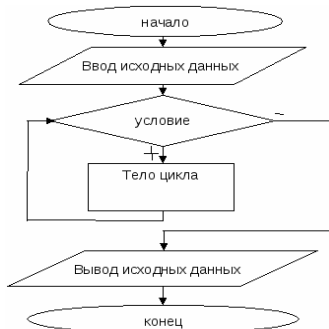 начало
Ввод исходных данных
условие
–
+
Тело цикла
Вывод исходных данных
конец